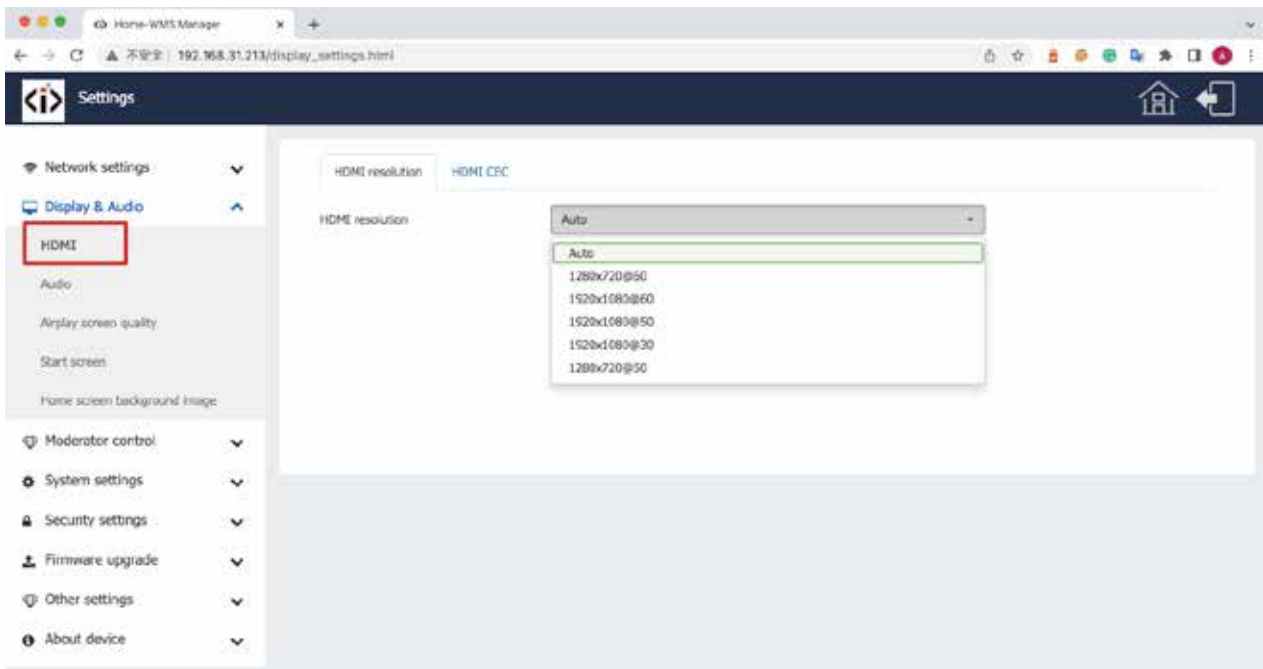 Home-WMS Manager
不安全 192.168.31.213/display_settings.html
<i> Settings
Network settings
Display & Audio
HDMI
Audio
Airplay screen quality
Start screen
Home screen background image
Moderator control
System settings
Security settings
Firmware upgrade
Other settings
About device
HDMI resolution HDMI CEC
HDMI resolution Auto
Auto
1280x720@60
1920x1080@60
1920x1080@50
1920x1080@30
1280x720@50